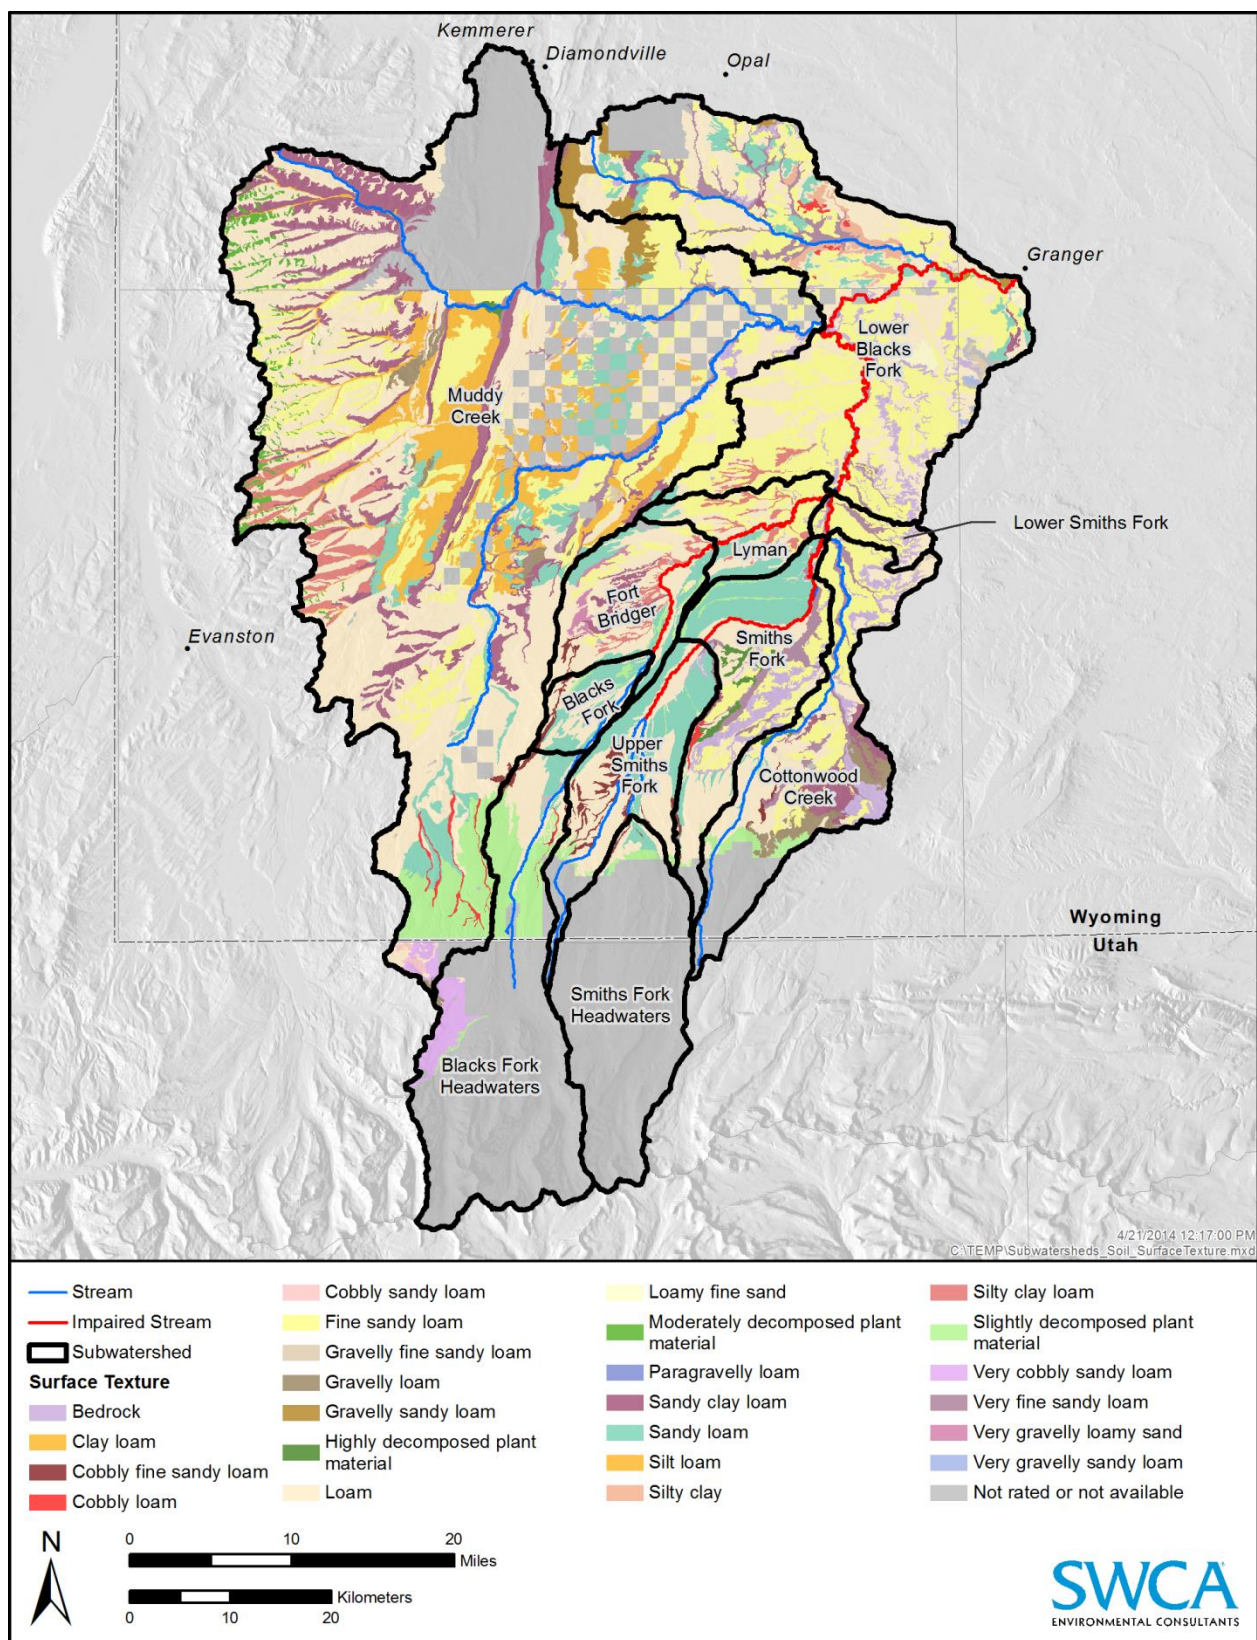 Kemmerer
Diamondville
Opal
Granger
Lower
Blacks
Fork
Muddy
Creek
Lower Smiths Fork
Lyman
Fort
Bridger
Evanston
Smiths
Fork
Blacks
Fork
Upper
Smiths
Fork
Cottonwood
Creek
Wyoming
Utah
Smiths Fork
Headwaters
Blacks Fork
Headwaters
4/21/2014 12:17:00 PM
C:\TEMP\Subwatersheds_Soil_SurfaceTexture.mxd
Stream
Impaired Stream
Subwatershed
Surface Texture
Bedrock
Clay loam
Cobbly fine sandy loam
Cobbly loam
Cobbly sandy loam
Fine sandy loam
Gravelly fine sandy loam
Gravelly loam
Gravelly sandy loam
Highly decomposed plant
material
Loam
Loamy fine sand
Moderately decomposed plant
material
Paragravelly loam
Sandy clay loam
Sandy loam
Silt loam
Silty clay
Silty clay loam
Slightly decomposed plant
material
Very cobbly sandy loam
Very fine sandy loam
Very gravelly loamy sand
Very gravelly sandy loam
Not rated or not available
N
0 10 20
Miles
Kilometers
0 10 20
SWCA
ENVIRONMENTAL CONSULTANTS